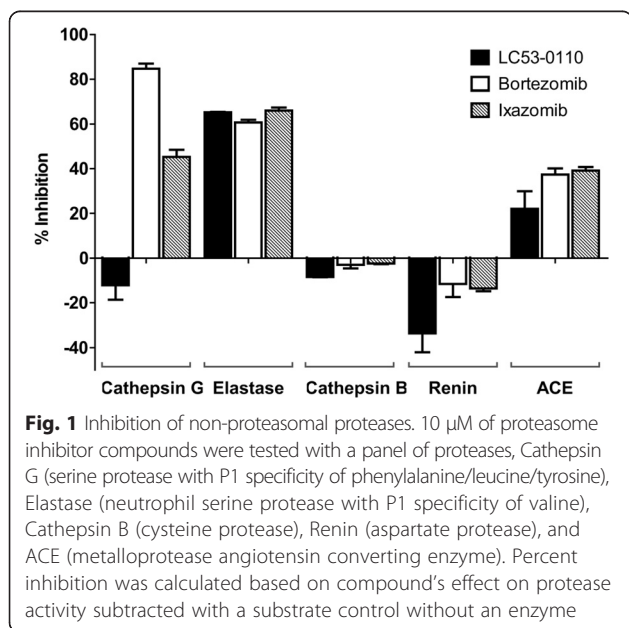 100
80
60
40
20
0
-20
-40
% Inhibition
LC53-0110
Bortezomib
Ixazomib
Cathepsin G Elastase Cathepsin B Renin ACE
Fig. 1 Inhibition of non-proteasomal proteases. 10 μM of proteasome
inhibitor compounds were tested with a panel of proteases, Cathepsin
G (serine protease with P1 specificity of phenylalanine/leucine/tyrosine),
Elastase (neutrophil serine protease with P1 specificity of valine),
Cathepsin B (cysteine protease), Renin (aspartate protease), and
ACE (metalloprotease angiotensin converting enzyme). Percent
inhibition was calculated based on compound's effect on protease
activity subtracted with a substrate control without an enzyme